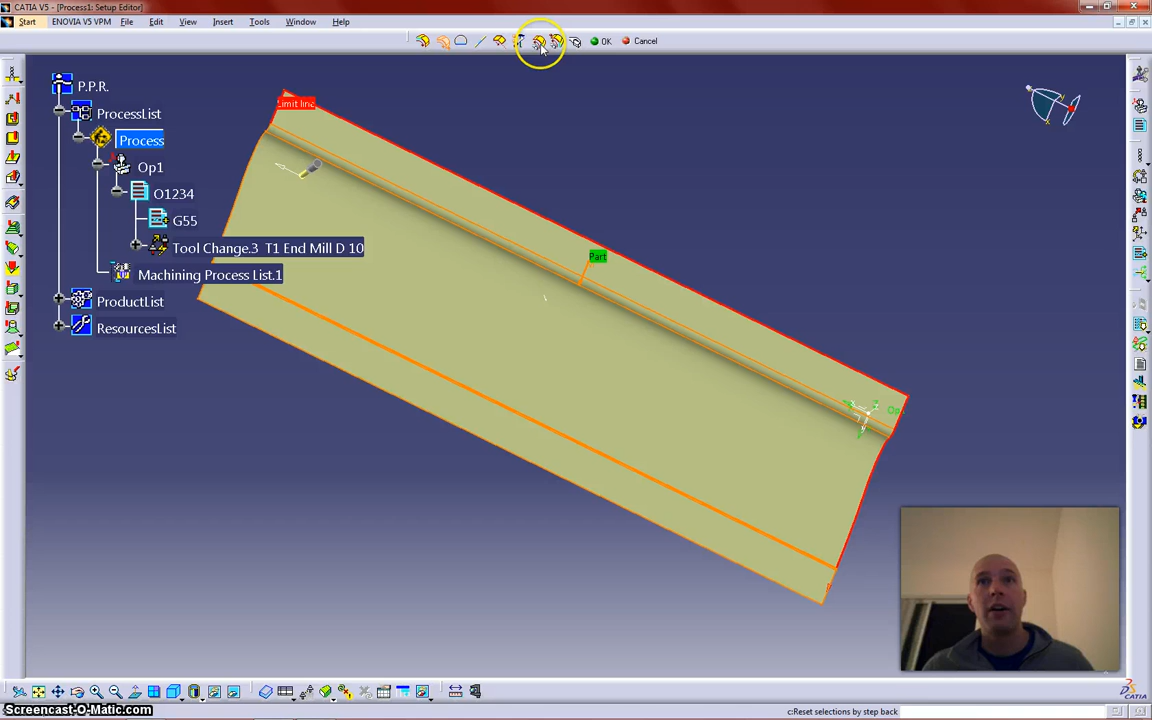 CATIA V5 - [Process1: Setup Editor]
Start ENOVIA V5 VPM File Edit View Insert Tools Window Help
OK Cancel
P.P.R.
Limit line
ProcessList
Process
Op1
O1234
G55
Tool Change.3 T1 End Mill D 10
Part
Machining Process List.1
ProductList
ResourcesList
CATIA
Screencast-O-Matic.com
c:Reset selections by step back